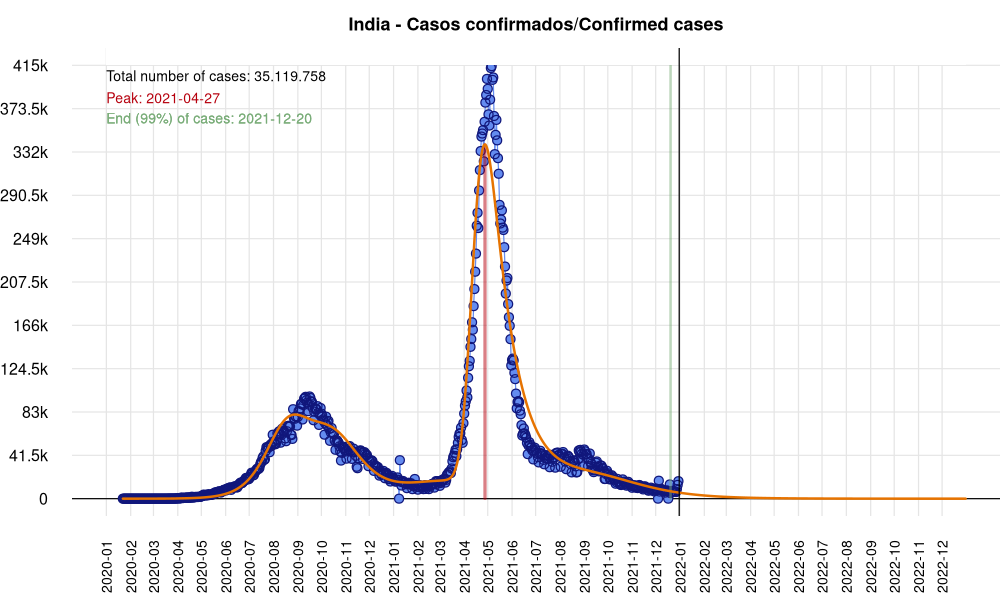 India - Casos confirmados/Confirmed cases
Total number of cases: 35.119.758
Peak: 2021-04-27
End (99%) of cases: 2021-12-20
415k
373.5k
332k
290.5k
249k
207.5k
166k
124.5k
83k
41.5k
0
2020-01
2020-02
2020-03
2020-04
2020-05
2020-06
2020-07
2020-08
2020-09
2020-10
2020-11
2020-12
2021-01
2021-02
2021-03
2021-04
2021-05
2021-06
2021-07
2021-08
2021-09
2021-10
2021-11
2021-12
2022-01
2022-02
2022-03
2022-04
2022-05
2022-06
2022-07
2022-08
2022-09
2022-10
2022-11
2022-12